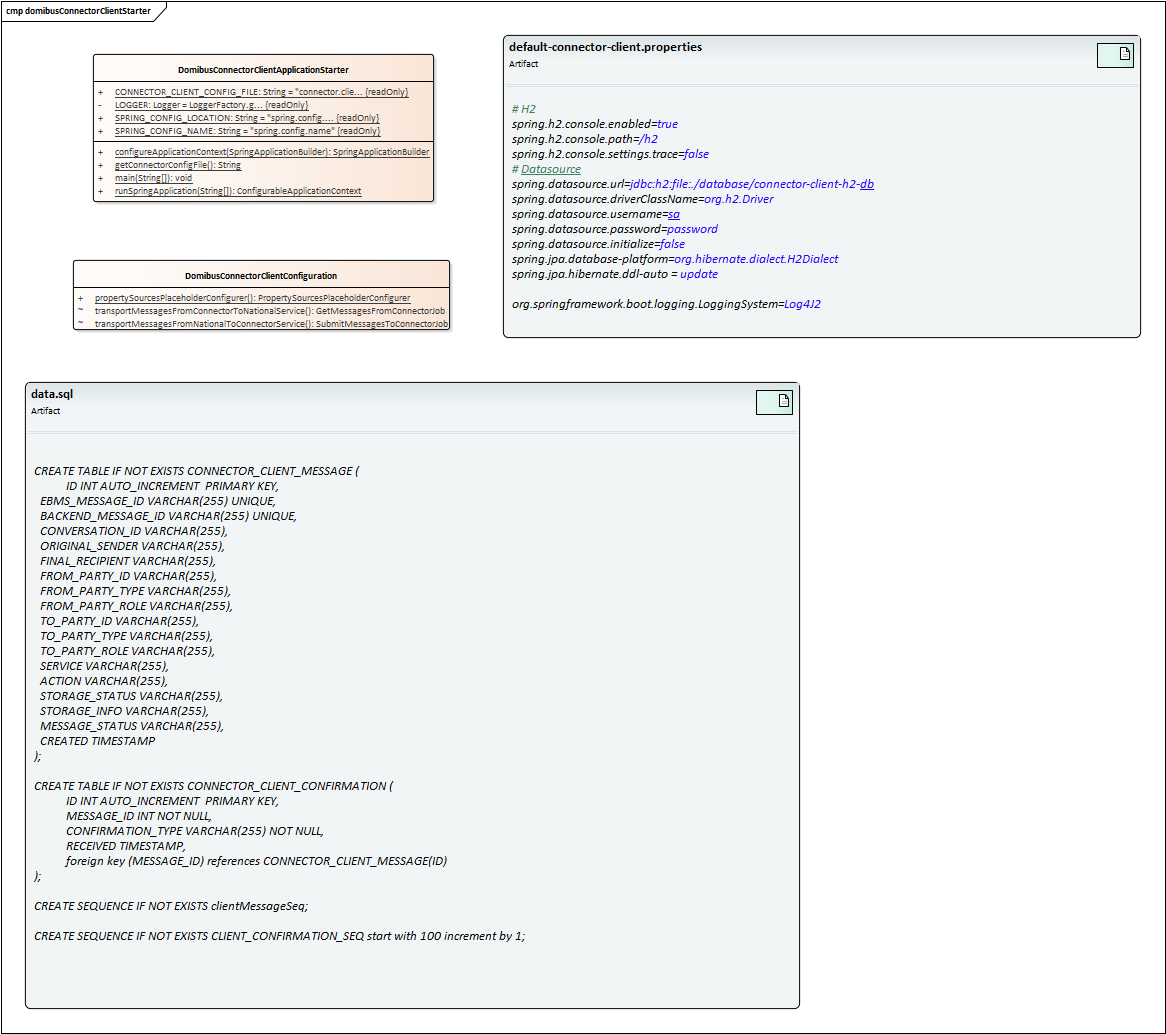 cmp domibusConnectorClientStarter
DomibusConnectorClientApplicationStarter
+ CONNECTOR_CLIENT_CONFIG_FILE: String = "connector.clie... {readOnly}
- LOGGER: Logger = LoggerFactory.g... {readOnly}
+ SPRING_CONFIG_LOCATION: String = "spring.config.... {readOnly}
+ SPRING_CONFIG_NAME: String = "spring.config.name" {readOnly}
+ configureApplicationContext(SpringApplicationBuilder): SpringApplicationBuilder
+ getConnectorConfigFile(): String
+ main(String[]): void
+ runSpringApplication(String[]): ConfigurableApplicationContext
DomibusConnectorClientConfiguration
+ propertySourcesPlaceholderConfigurer(): PropertySourcesPlaceholderConfigurer
~ transportMessagesFromConnectorToNationalService(): GetMessagesFromConnectorJob
~ transportMessagesFromNationalToConnectorService(): SubmitMessagesToConnectorJob
default-connector-client.properties
Artifact
# H2
spring.h2.console.enabled=true
spring.h2.console.path=/h2
spring.h2.console.settings.trace=false
# Datasource
spring.datasource.url=jdbc:h2:file:./database/connector-client-h2-db
spring.datasource.driverClassName=org.h2.Driver
spring.datasource.username=sa
spring.datasource.password=password
spring.datasource.initialize=false
spring.jpa.database-platform=org.hibernate.dialect.H2Dialect
spring.jpa.hibernate.ddl-auto = update
org.springframework.boot.logging.LoggingSystem=Log4J2
data.sql
Artifact
CREATE TABLE IF NOT EXISTS CONNECTOR_CLIENT_MESSAGE (
ID INT AUTO_INCREMENT  PRIMARY KEY,
EBMS_MESSAGE_ID VARCHAR(255) UNIQUE,
BACKEND_MESSAGE_ID VARCHAR(255) UNIQUE,
CONVERSATION_ID VARCHAR(255),
ORIGINAL_SENDER VARCHAR(255),
FINAL_RECIPIENT VARCHAR(255),
FROM_PARTY_ID VARCHAR(255),
FROM_PARTY_TYPE VARCHAR(255),
FROM_PARTY_ROLE VARCHAR(255),
TO_PARTY_ID VARCHAR(255),
TO_PARTY_TYPE VARCHAR(255),
TO_PARTY_ROLE VARCHAR(255),
SERVICE VARCHAR(255),
ACTION VARCHAR(255),
STORAGE_STATUS VARCHAR(255),
STORAGE_INFO VARCHAR(255),
MESSAGE_STATUS VARCHAR(255),
CREATED TIMESTAMP
);
CREATE TABLE IF NOT EXISTS CONNECTOR_CLIENT_CONFIRMATION (
ID INT AUTO_INCREMENT  PRIMARY KEY,
MESSAGE_ID INT NOT NULL,
CONFIRMATION_TYPE VARCHAR(255) NOT NULL,
RECEIVED TIMESTAMP,
foreign key (MESSAGE_ID) references CONNECTOR_CLIENT_MESSAGE(ID)
);
CREATE SEQUENCE IF NOT EXISTS clientMessageSeq;
CREATE SEQUENCE IF NOT EXISTS CLIENT_CONFIRMATION_SEQ start with 100 increment by 1;